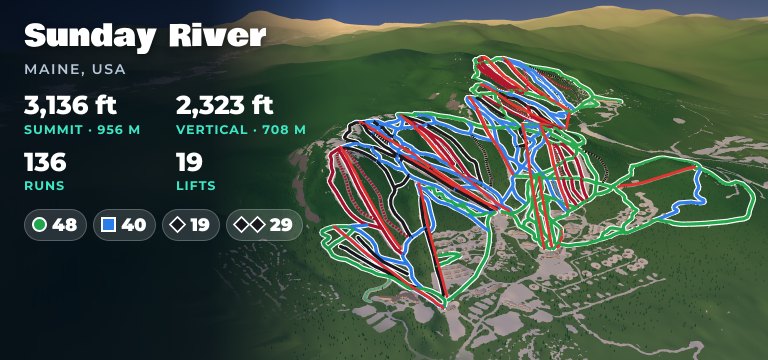 Sunday River
MAINE, USA
3,136 ft
SUMMIT · 956 M
2,323 ft
VERTICAL · 708 M
136
RUNS
19
LIFTS
48
40
19
29